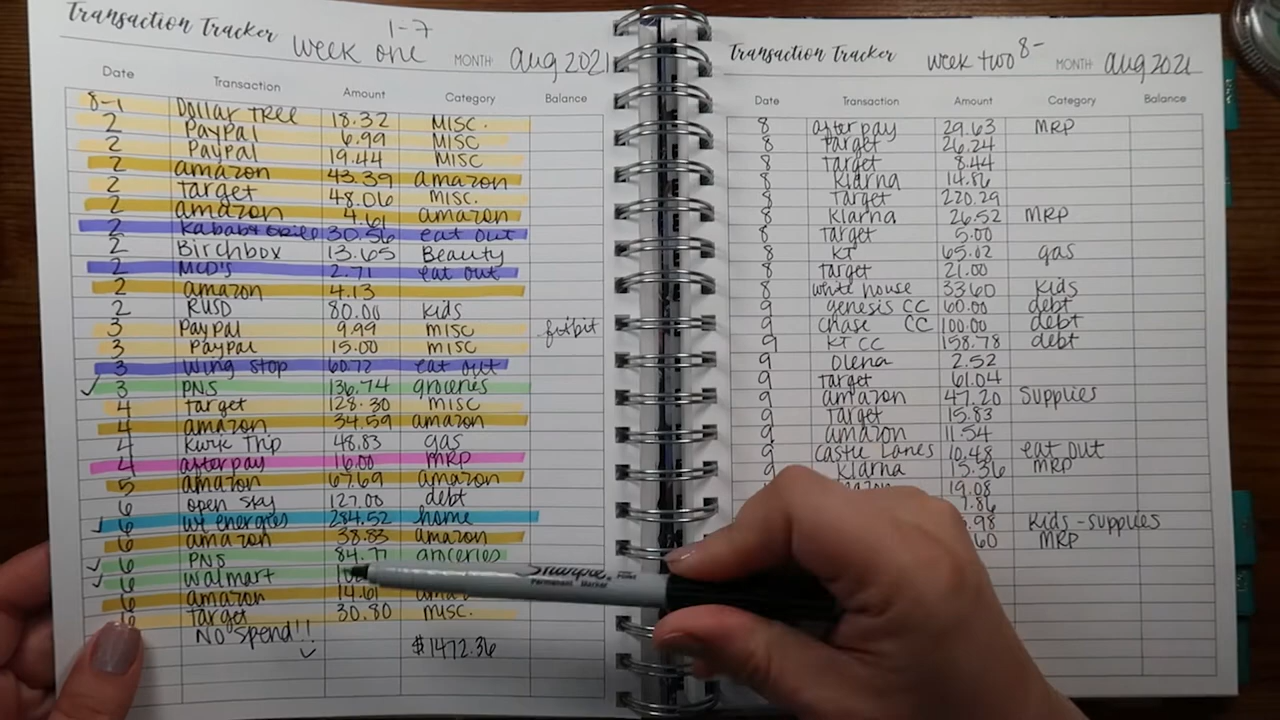 Transaction Tracker week one 1-7 MONTH: aug 2021
Date Transaction Amount Category Balance
8-1 Dollar Tree 18.32 MISC.
2 PayPal 6.99 MISC
2 PayPal 19.44 MISC
2 amazon 43.39 amazon
2 target 48.06 misc.
2 amazon 4.61 amazon
2 30.56 eat out
2 Birchbox 13.65 Beauty
2 MCD's 2.71 eat out
2 amazon 4.13
2 RUSD 80.00 kids
3 PayPal 9.99 misc fitbit
3 PayPal 15.00 misc
3 Wing Stop 60.72 eat out
✓ 3 PNS 136.74 groceries
4 target 128.30 misc
4 amazon 34.59 amazon
4 Kwik Trip 48.83 gas
4 afterpay 16.00 MRP
5 amazon 67.69 amazon
6 open sky 127.00 debt
✓ 6 we energies 284.52 home
6 amazon 38.83 amazon
✓ 6 PNS 84.77 groceries
✓ 6 Walmart
6 amazon 14.61
6 target 30.80 misc.
NO Spend!!
✓ $1472.36
Transaction Tracker week two 8- MONTH: aug 2021
Date Transaction Amount Category Balance
8 afterpay 29.63 MRP
8 target 26.24
8 target 8.44
8 Klarna 14.86
8 target 220.29
8 Klarna 26.52 MRP
8 target 5.00
8 KT 65.02 gas
8 target 21.00
8 white house 33.60 kids
9 genesis CC 60.00 debt
9 chase CC 100.00 debt
9 KT CC 158.78 debt
9 Olena 2.52
9 target 61.04
9 amazon 47.20 supplies
9 target 15.83
9 amazon 11.54
9 Castle Lanes 10.48 eat out
9 Klarna 15.36 MRP
19.08
.86
.98 Kids - supplies
.60 MRP
Sharpie
Permanent Marker